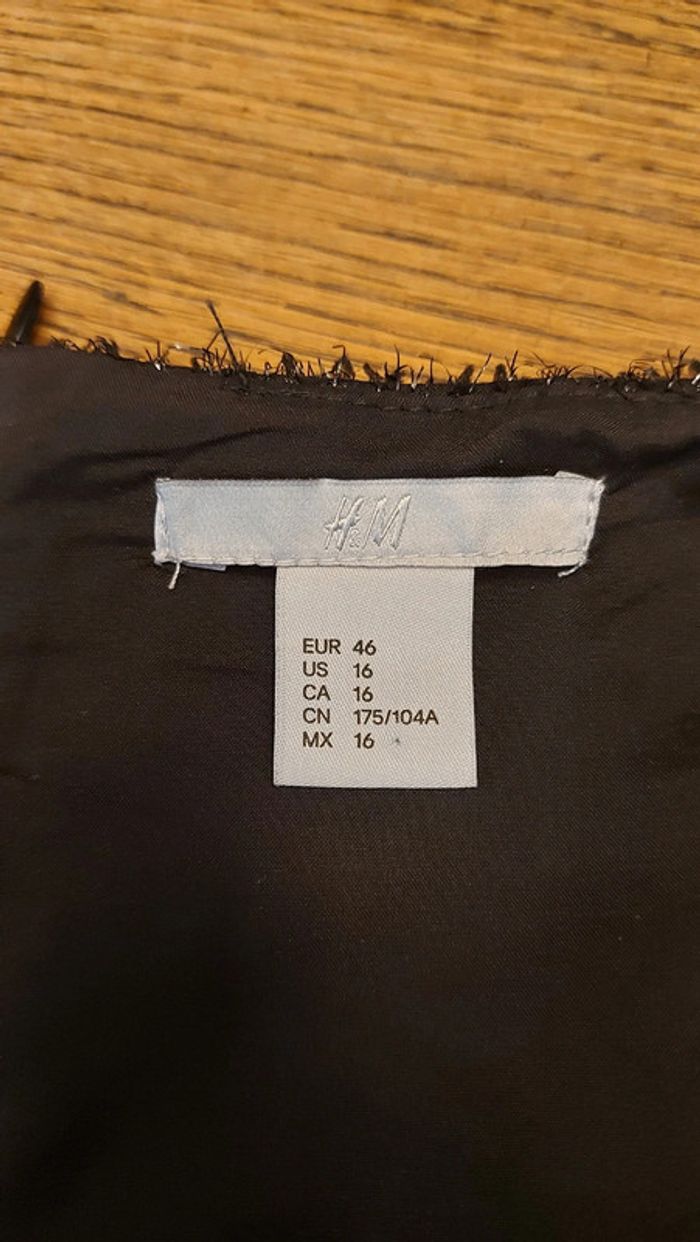 H&M
EUR 46
US 16
CA 16
CN 175/104A
MX 16